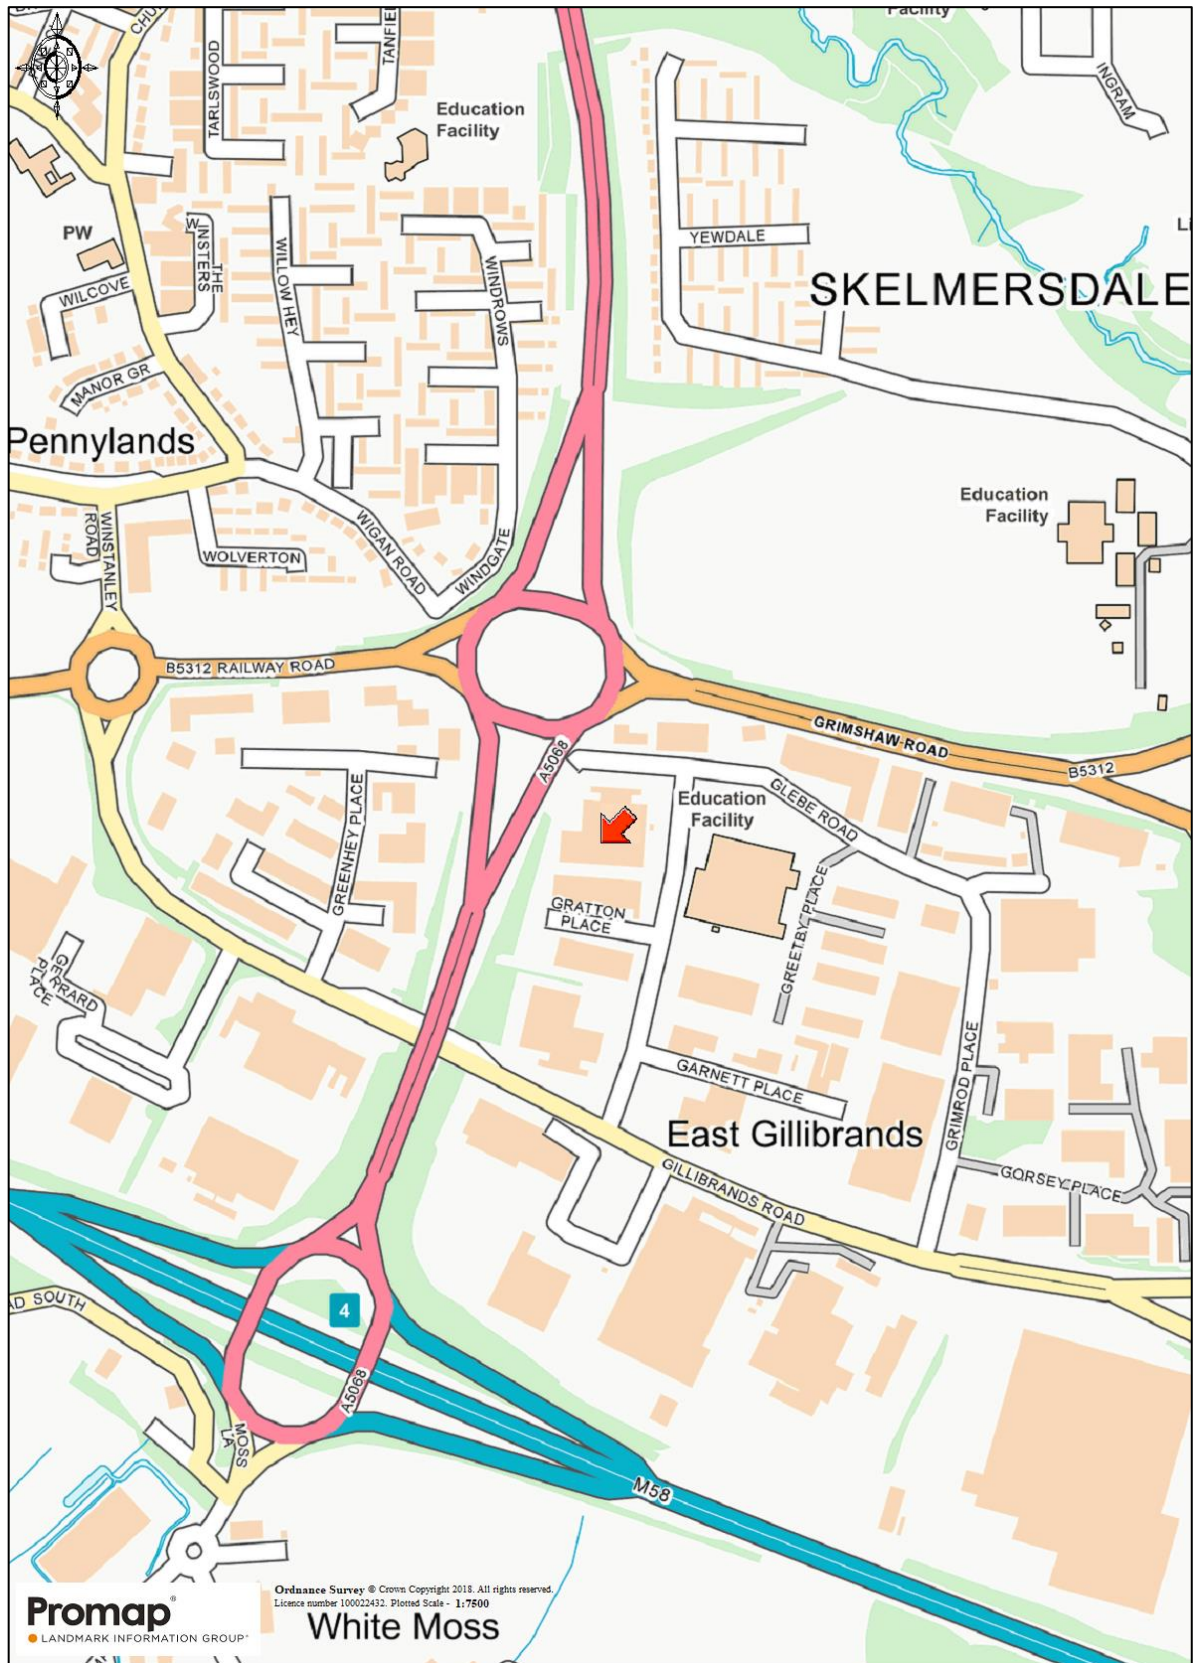 TARLSWOOD
Facility
INGRAM
Education
Facility
PW
THE
WINSTERS
WILLOW HEY
WINDROWS
YEWDALE
WILCOVE
SKELMERSDALE
MANOR GR
Pennylands
Education
Facility
WINSTANLEY
ROAD
WOLVERTON
WIGAN ROAD
WINDGATE
B5312 RAILWAY ROAD
GRIMSHAW ROAD
B5312
A5068
GREENHEY PLACE
Education
Facility
GLEBE ROAD
GRATTON
PLACE
GREETBY PLACE
GERRARD
PLACE
GRIMROD PLACE
GARNETT PLACE
East Gillibrands
GILLIBRANDS ROAD
GORSEY PLACE
4
SOUTH
A5068
MOSS
LA
M58
Promap®
LANDMARK INFORMATION GROUP
Ordnance Survey © Crown Copyright 2018. All rights reserved.
Licence number 100022432. Plotted Scale - 1:7500
White Moss